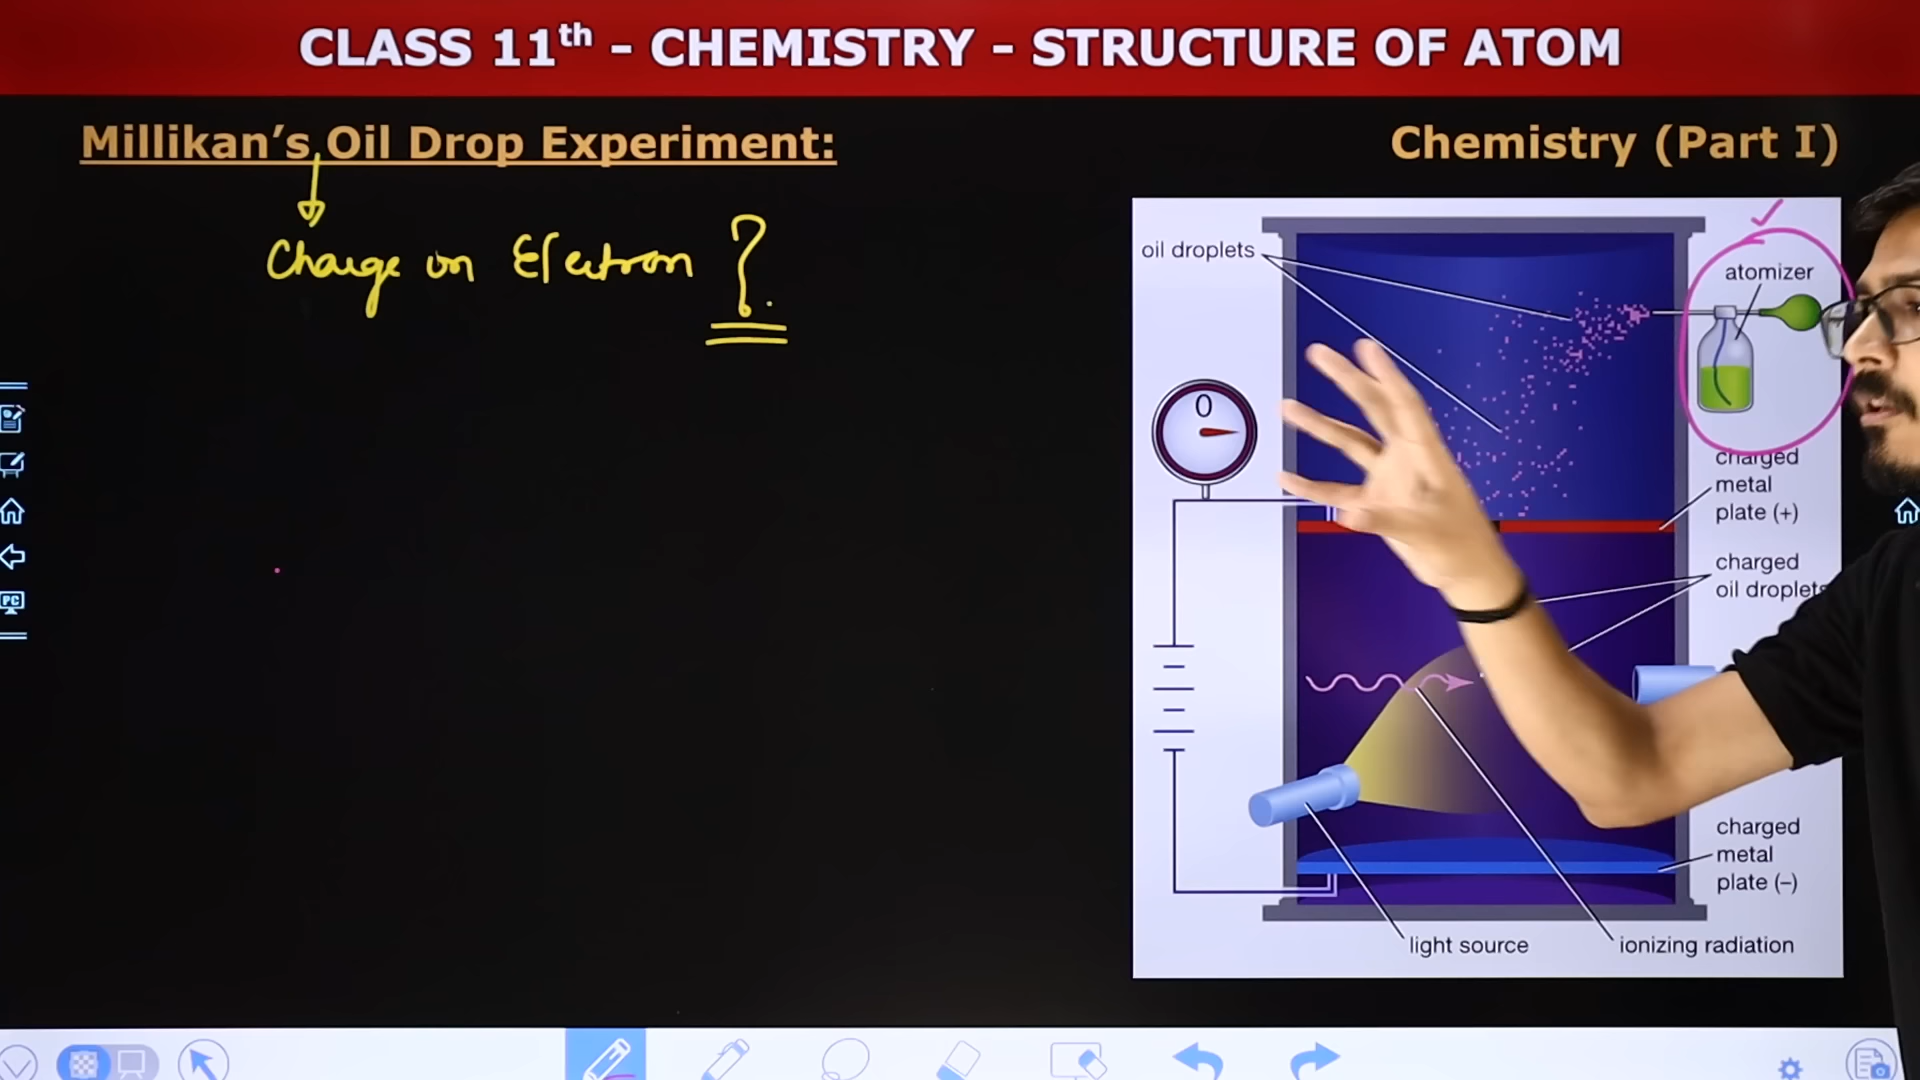 CLASS 11th - CHEMISTRY - STRUCTURE OF ATOM
Millikan's Oil Drop Experiment:
Chemistry (Part I)
Charge on Electron ?
oil droplets
atomizer
0
charged
metal
plate (+)
charged
oil droplets
charged
metal
plate (–)
light source
ionizing radiation
PC